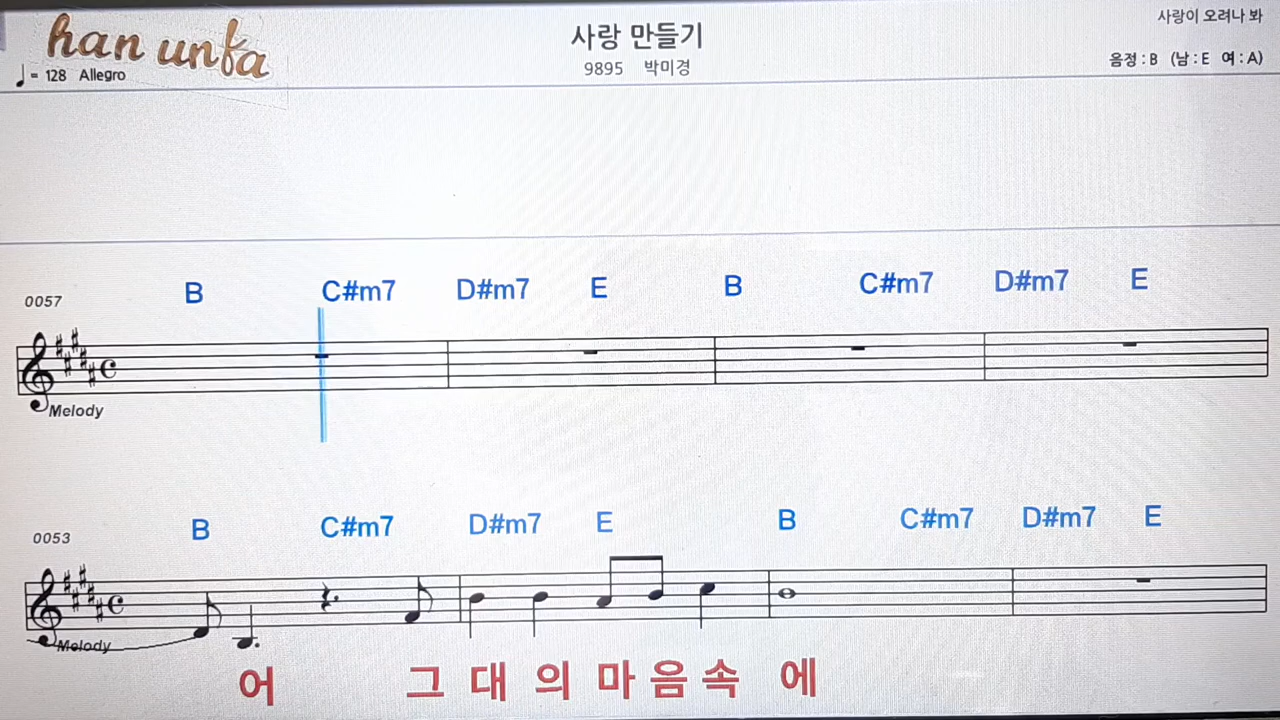 han unfa
사랑이 오려나 봐
사랑 만들기
♩= 128 Allegro
9895 박미경
음정 : B (남 : E 여 : A)
0057 B C#m7 D#m7 E B C#m7 D#m7 E
Melody
0053 B C#m7 D#m7 E B C#m7 D#m7 E
Melody
어 그 대 의 마 음 속 에